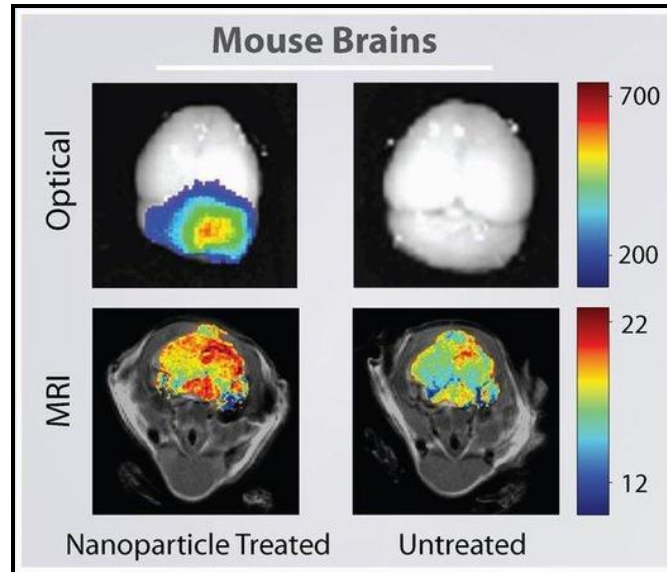 Mouse Brains
Optical
700
200
MRI
22
12
Nanoparticle Treated
Untreated